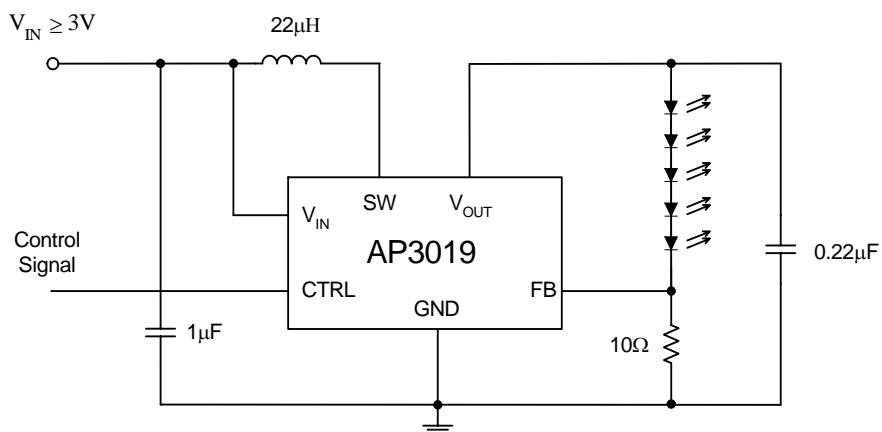 V_IN ≥ 3V
22μH
SW
V_OUT
V_IN
AP3019
Control
Signal
CTRL
FB
GND
0.22μF
1μF
10Ω